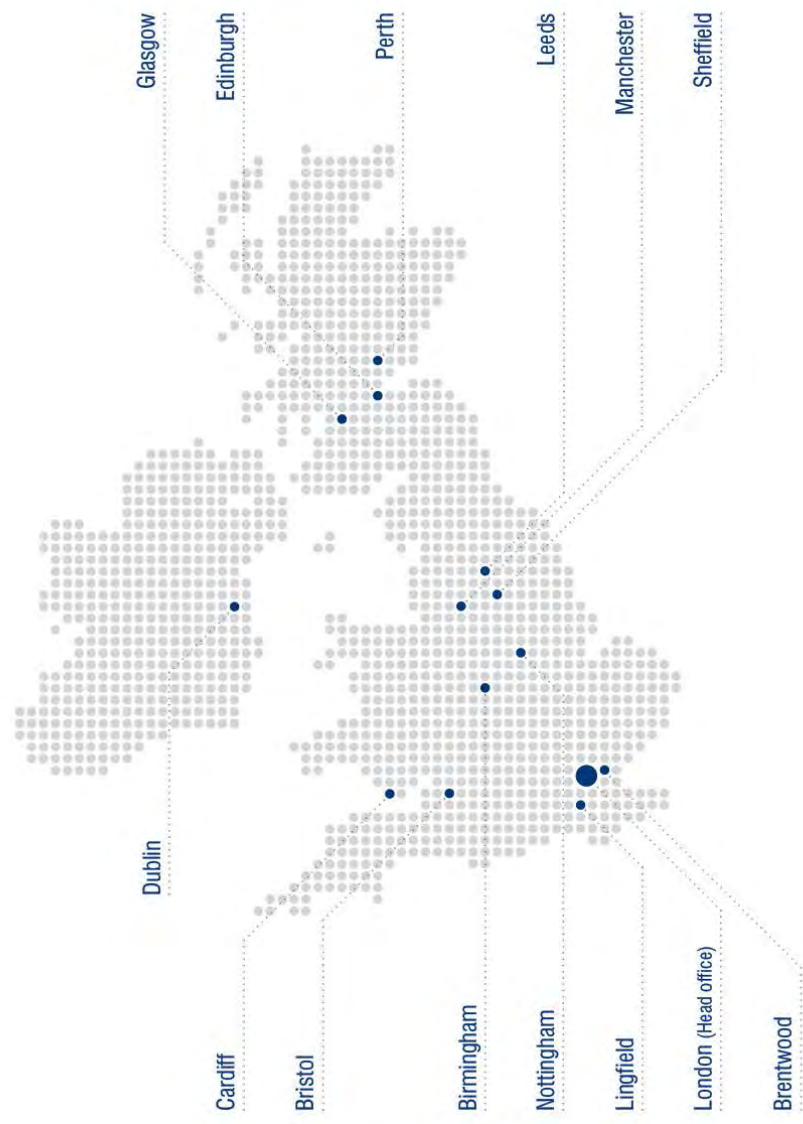 Glasgow
Edinburgh
Perth
Leeds
Manchester
Sheffield
Dublin
Cardiff
Bristol
Birmingham
Nottingham
Lingfield
London (Head office)
Brentwood